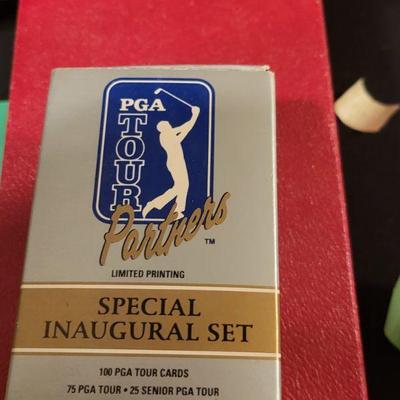 PGA
TOUR
Partners
TM
LIMITED PRINTING
SPECIAL
INAUGURAL SET
100 PGA TOUR CARDS
75 PGA TOUR • 25 SENIOR PGA TOUR